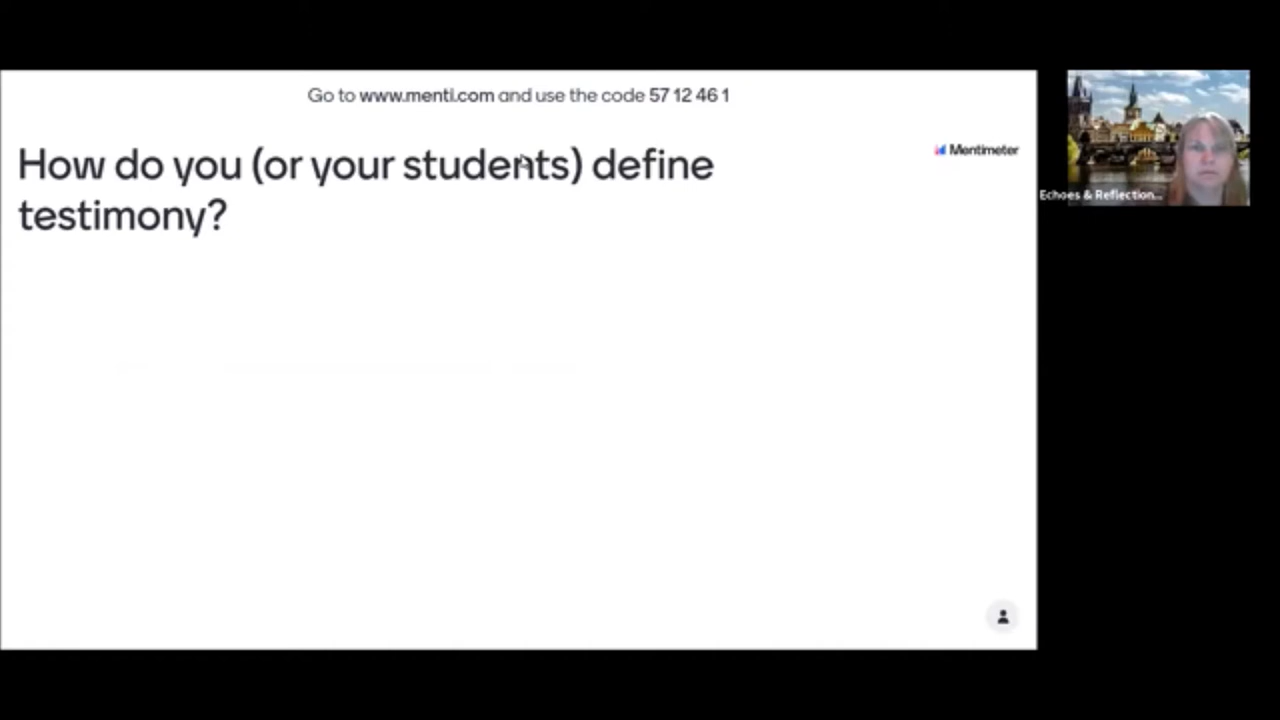 Go to www.menti.com and use the code 57 12 46 1
How do you (or your students) define
testimony?
Mentimeter
Echoes & Reflection...